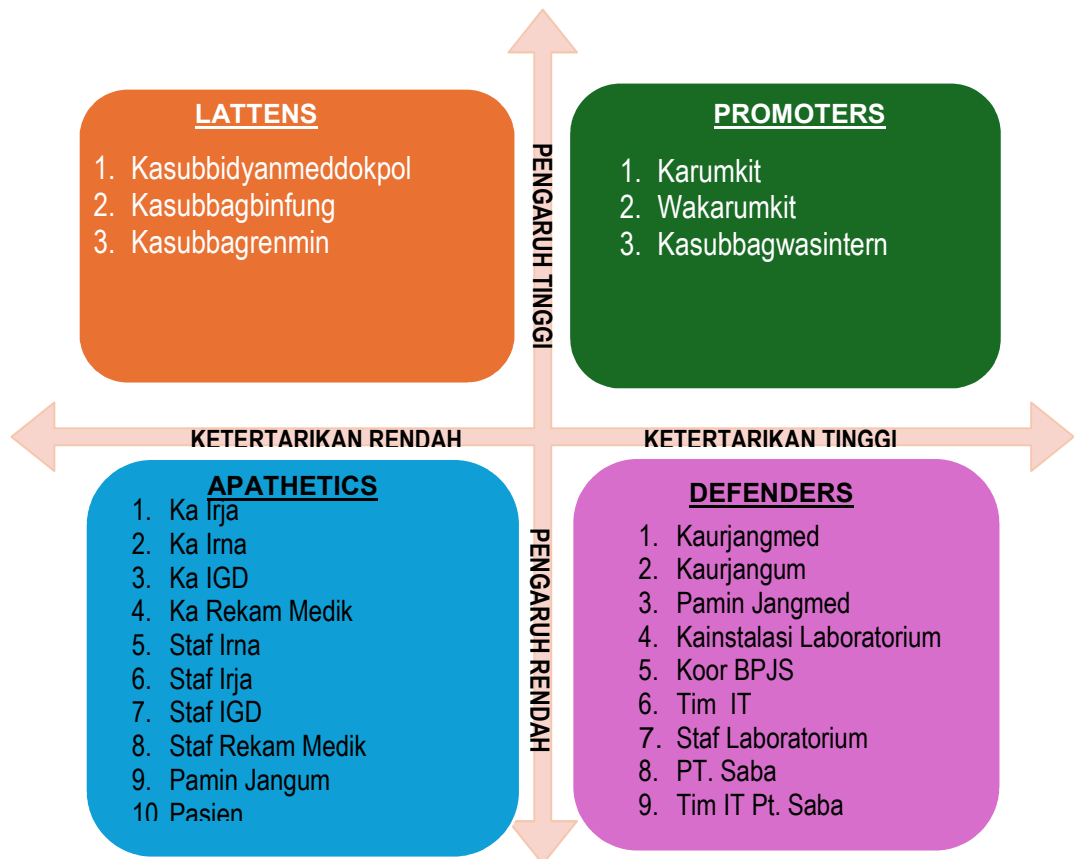 LATTENS
1. Kasubbidyanmeddokpol
2. Kasubbagbinfung
3. Kasubbagrenmin
PENGARUH TINGGI
PROMOTERS
1. Karumkit
2. Wakarumkit
3. Kasubbagwasintern
KETERTARIKAN RENDAH
KETERTARIKAN TINGGI
APATHETICS
1. Ka Irja
2. Ka Irna
3. Ka IGD
4. Ka Rekam Medik
5. Staf Irna
6. Staf Irja
7. Staf IGD
8. Staf Rekam Medik
9. Pamin Jangum
10. Pasien
PENGARUH RENDAH
DEFENDERS
1. Kaurjangmed
2. Kaurjangum
3. Pamin Jangmed
4. Kainstalasi Laboratorium
5. Koor BPJS
6. Tim IT
7. Staf Laboratorium
8. PT. Saba
9. Tim IT Pt. Saba